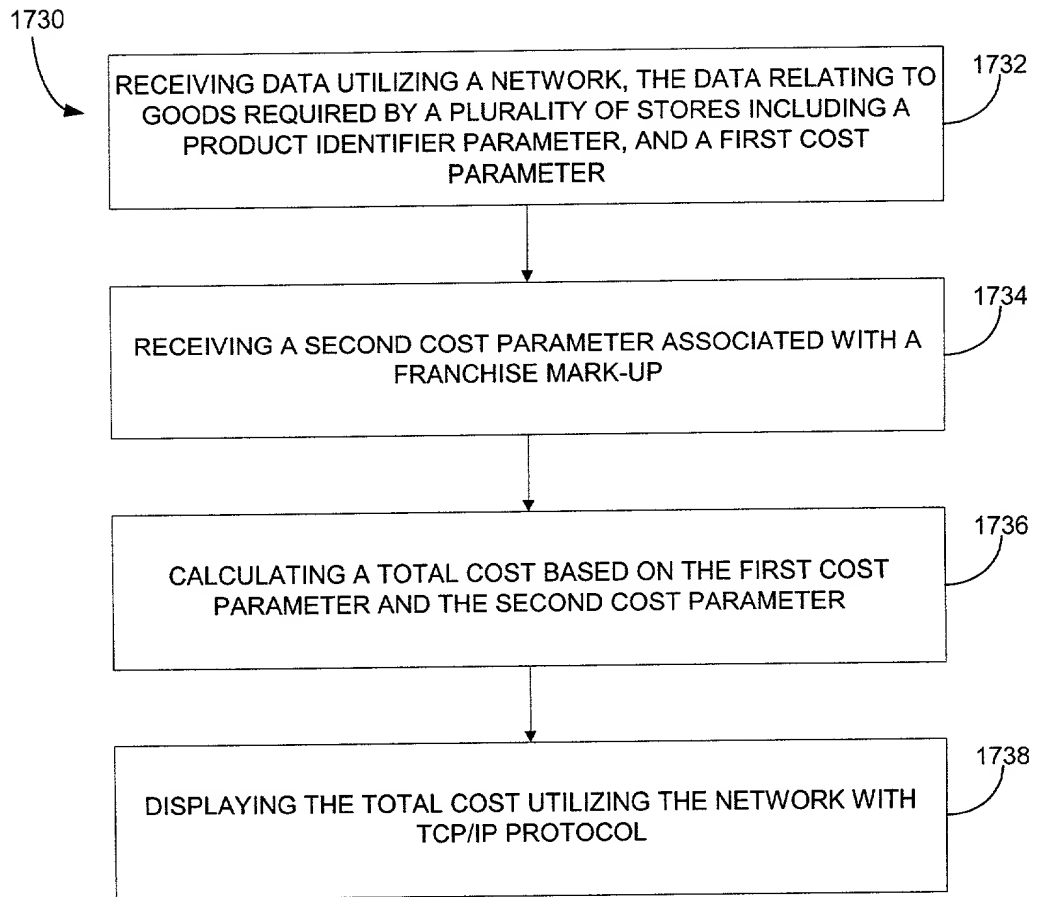 1730
RECEIVING DATA UTILIZING A NETWORK, THE DATA RELATING TO
GOODS REQUIRED BY A PLURALITY OF STORES INCLUDING A
PRODUCT IDENTIFIER PARAMETER, AND A FIRST COST
PARAMETER
1732
RECEIVING A SECOND COST PARAMETER ASSOCIATED WITH A
FRANCHISE MARK-UP
1734
CALCULATING A TOTAL COST BASED ON THE FIRST COST
PARAMETER AND THE SECOND COST PARAMETER
1736
DISPLAYING THE TOTAL COST UTILIZING THE NETWORK WITH
TCP/IP PROTOCOL
1738